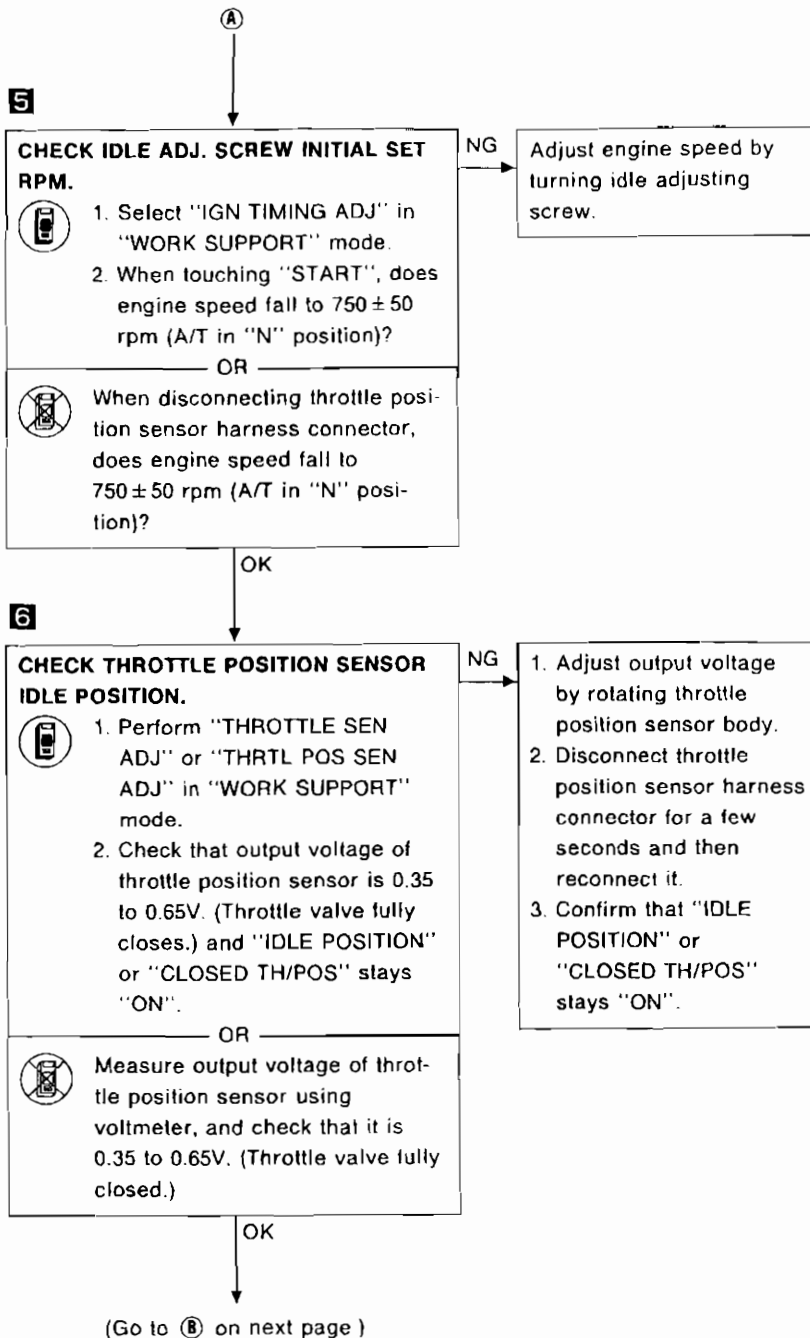 Ⓐ
5
CHECK IDLE ADJ. SCREW INITIAL SET
RPM.
1. Select "IGN TIMING ADJ" in
"WORK SUPPORT" mode.
2. When touching "START", does
engine speed fall to 750 ± 50
rpm (A/T in "N" position)?
OR
When disconnecting throttle posi-
tion sensor harness connector,
does engine speed fall to
750 ± 50 rpm (A/T in "N" posi-
tion)?
NG
Adjust engine speed by
turning idle adjusting
screw.
OK
6
CHECK THROTTLE POSITION SENSOR
IDLE POSITION.
1. Perform "THROTTLE SEN
ADJ" or "THRTL POS SEN
ADJ" in "WORK SUPPORT"
mode.
2. Check that output voltage of
throttle position sensor is 0.35
to 0.65V. (Throttle valve fully
closes.) and "IDLE POSITION"
or "CLOSED TH/POS" stays
"ON".
OR
Measure output voltage of throt-
tle position sensor using
voltmeter, and check that it is
0.35 to 0.65V. (Throttle valve fully
closed.)
NG
1. Adjust output voltage
by rotating throttle
position sensor body.
2. Disconnect throttle
position sensor harness
connector for a few
seconds and then
reconnect it.
3. Confirm that "IDLE
POSITION" or
"CLOSED TH/POS"
stays "ON".
OK
(Go to Ⓑ on next page )